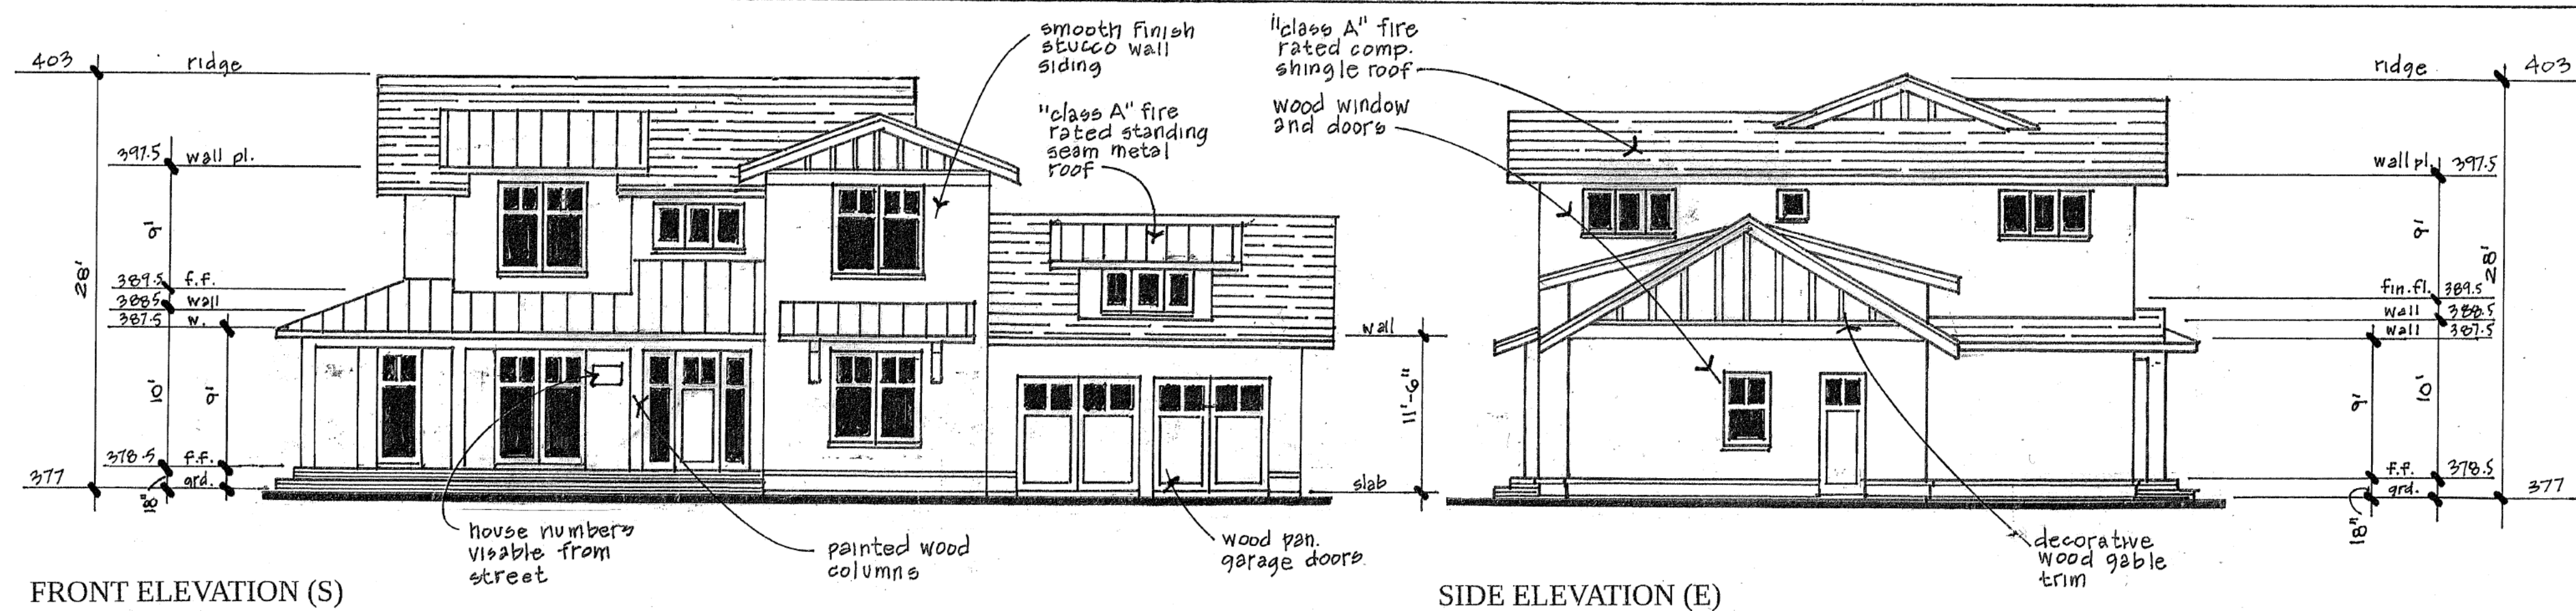 403
ridge
397.5
wall pl.
9'
28'
389.5
f.f.
388.5
wall
387.5
w.
10'
9'
378.5
f.f.
377
grd.
18"
smooth finish
stucco wall
siding
"class A" fire
rated standing
seam metal
roof
wall
11'-6"
slab
house numbers
visable from
street
painted wood
columns
wood pan.
garage doors
FRONT ELEVATION (S)
"class A" fire
rated comp.
shingle roof
wood window
and doors
decorative
wood gable
trim
ridge
403
wall pl.
397.5
9'
28'
fin.fl.
389.5
wall
388.5
wall
387.5
9'
10'
f.f.
378.5
grd.
377
18"
SIDE ELEVATION (E)